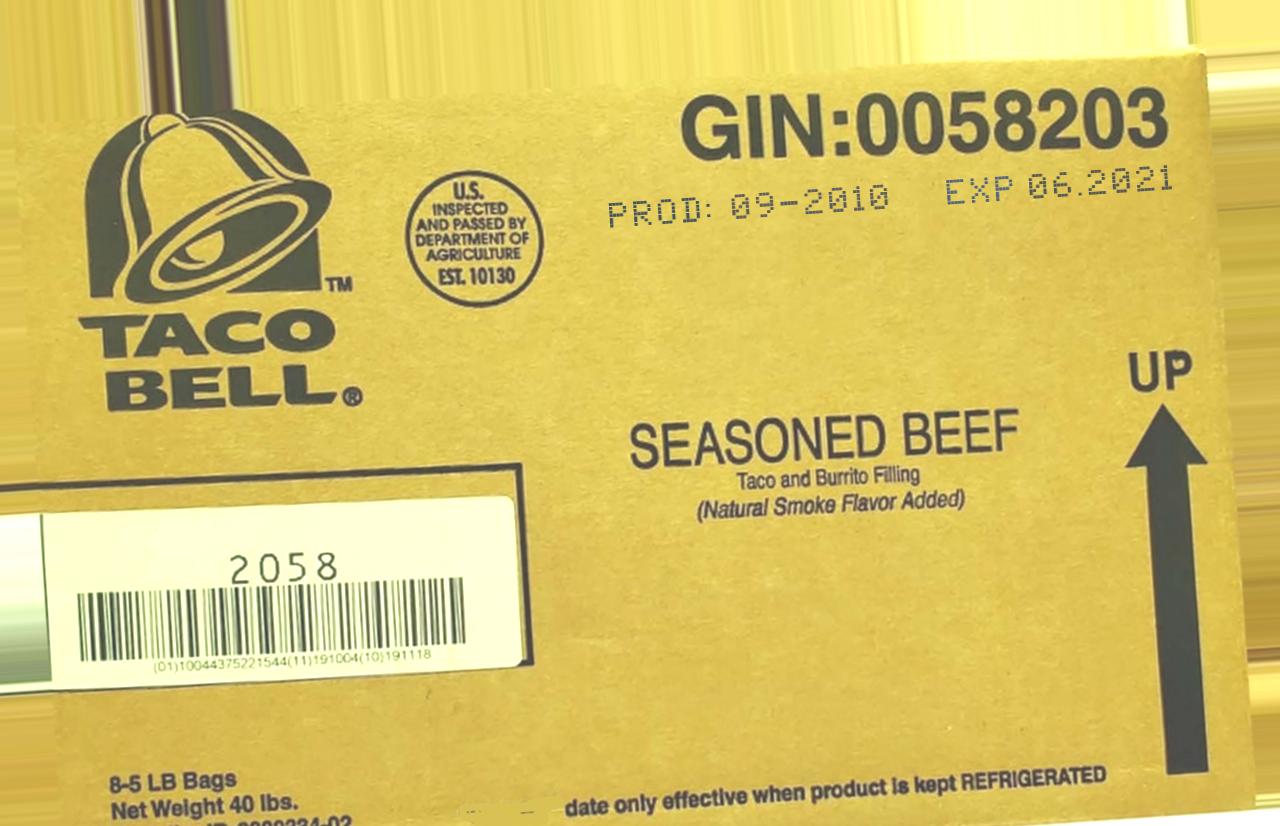 GIN:0058203
PROD: 09-2010 EXP 06.2021
U.S.
INSPECTED
AND PASSED BY
DEPARTMENT OF
AGRICULTURE
EST. 10130
TM
TACO
BELL®
UP
SEASONED BEEF
Taco and Burrito Filling
(Natural Smoke Flavor Added)
2058
(01)10044375221544(11)191004(10)191118
8-5 LB Bags
Net Weight 40 lbs.
date only effective when product is kept REFRIGERATED